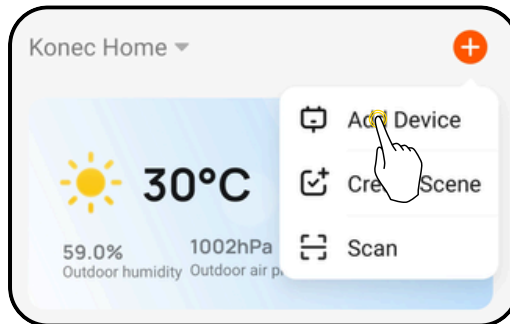 Konec Home
Add Device
30°C
Scene
59.0%
1002hPa
Scan
Outdoor humidity
Outdoor air